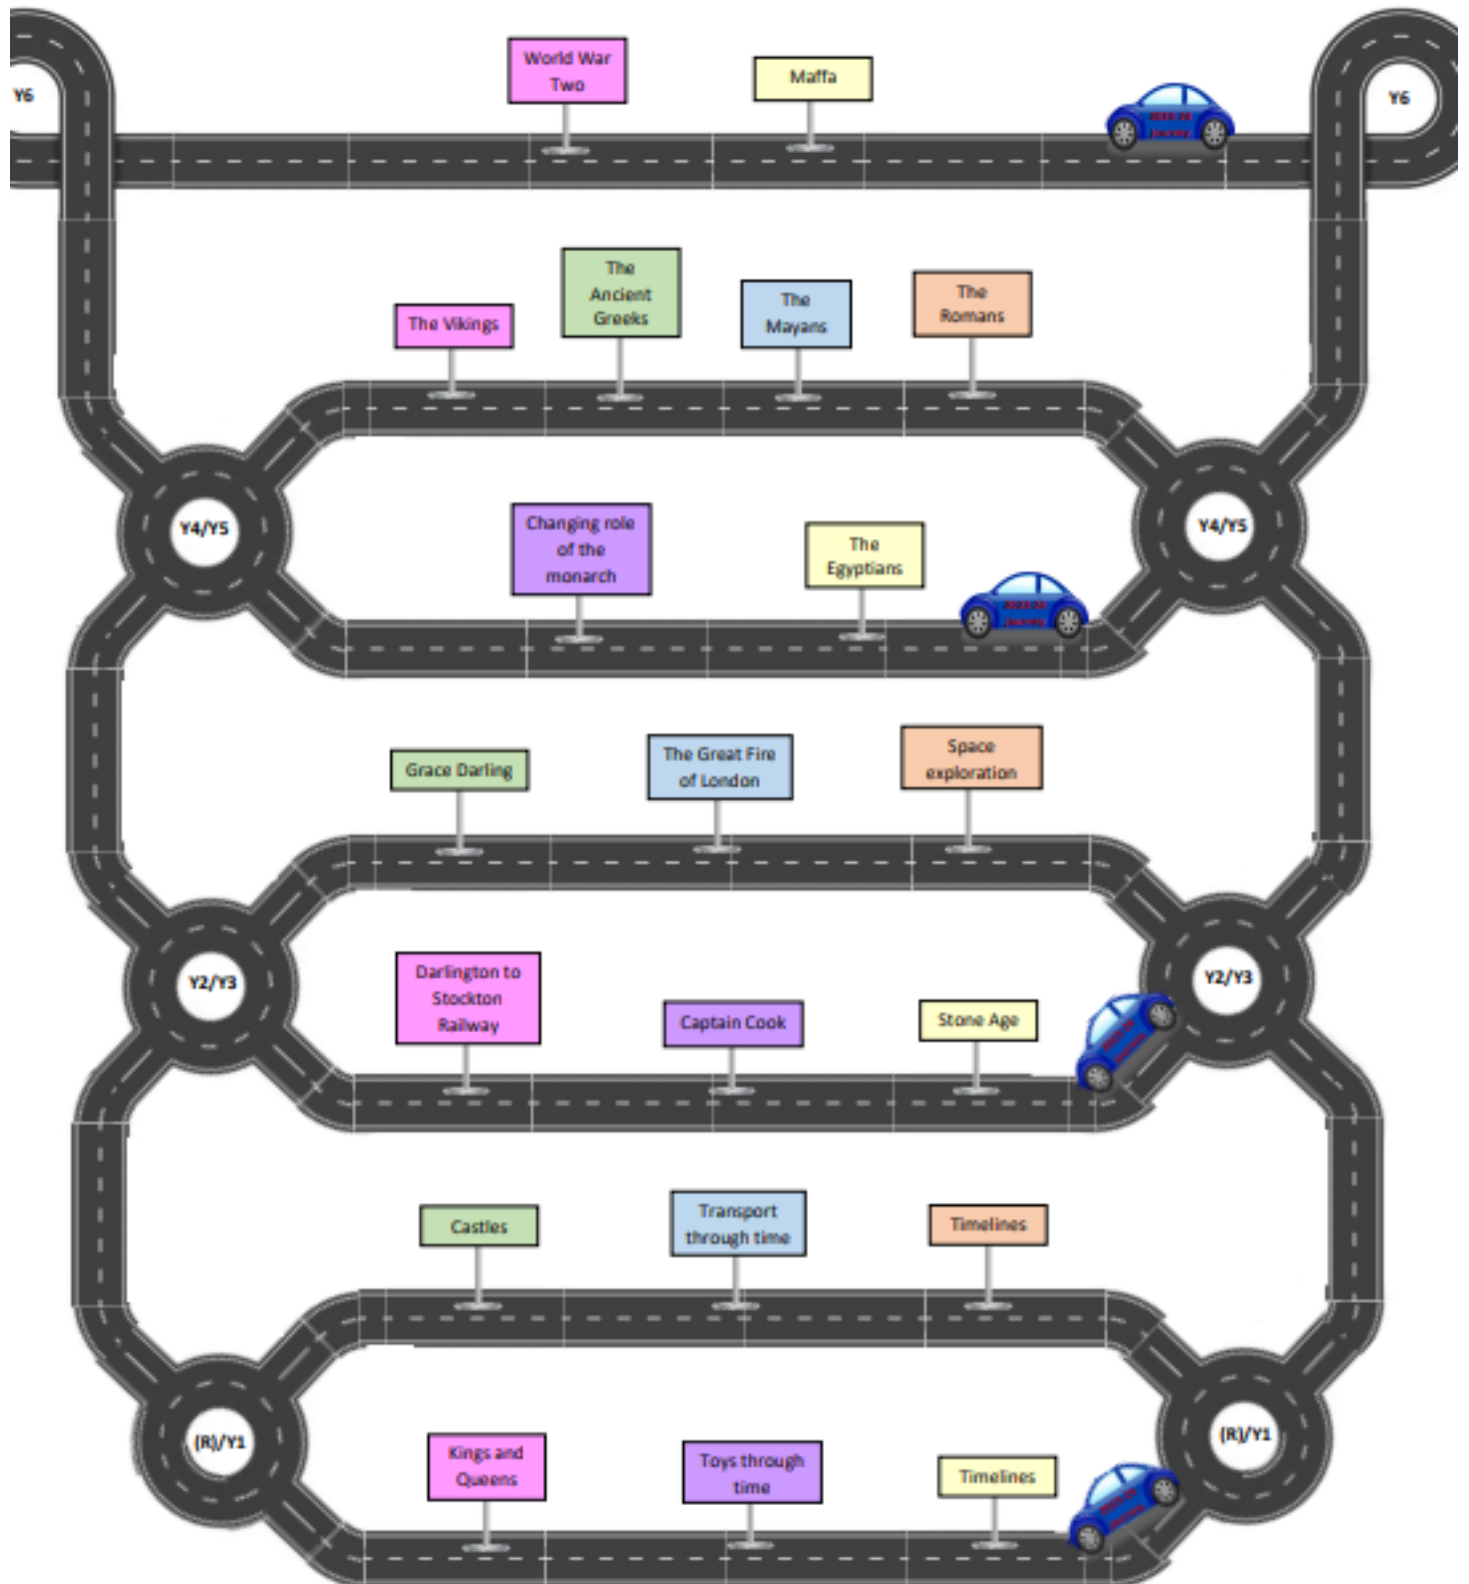 World War
Two
Maffa
Y6
Y6
journey
The Vikings
The
Ancient
Greeks
The
Mayans
The
Romans
Y4/Y5
Y4/Y5
Changing role
of the
monarch
The
Egyptians
journey
Grace Darling
The Great Fire
of London
Space
exploration
Y2/Y3
Y2/Y3
Darlington to
Stockton
Railway
Captain Cook
Stone Age
Castles
Transport
through time
Timelines
(R)/Y1
(R)/Y1
Kings and
Queens
Toys through
time
Timelines